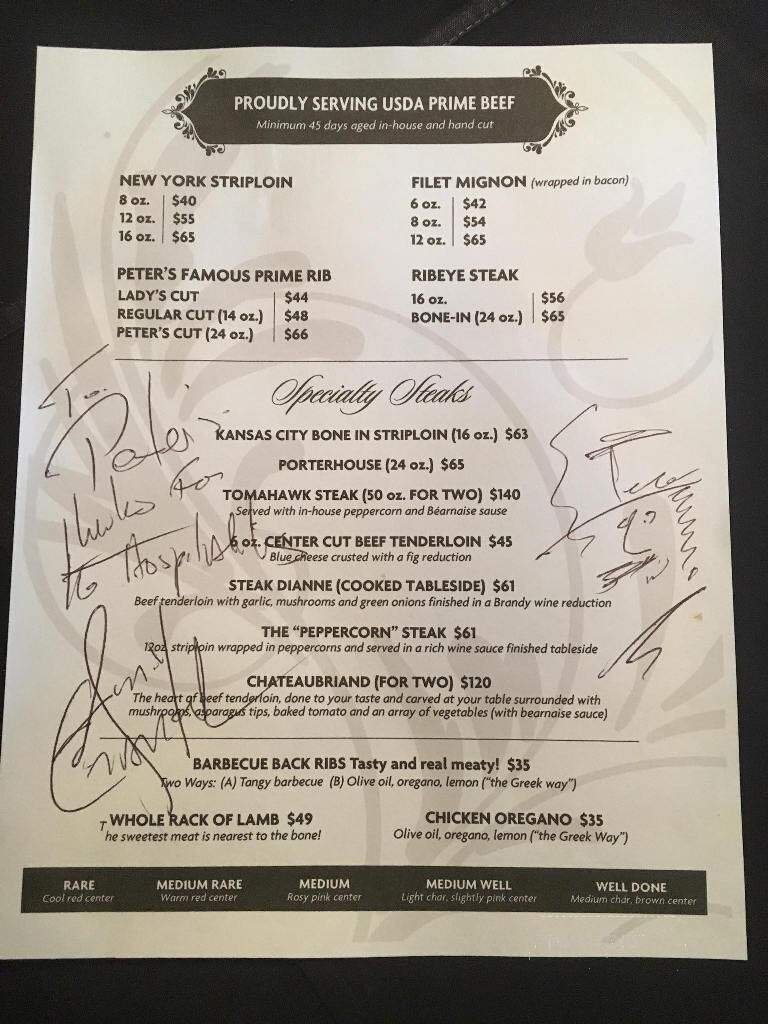 PROUDLY SERVING USDA PRIME BEEF
Minimum 45 days aged in-house and hand cut
NEW YORK STRIPLOIN
8 oz. $40
12 oz. $55
16 oz. $65
FILET MIGNON (wrapped in bacon)
6 oz. $42
8 oz. $54
12 oz. $65
PETER'S FAMOUS PRIME RIB
LADY'S CUT $44
REGULAR CUT (14 oz.) $48
PETER'S CUT (24 oz.) $66
RIBEYE STEAK
16 oz. $56
BONE-IN (24 oz.) $65
Specialty Steaks
KANSAS CITY BONE IN STRIPLOIN (16 oz.) $63
PORTERHOUSE (24 oz.) $65
TOMAHAWK STEAK (50 oz. FOR TWO) $140
Served with in-house peppercorn and Béarnaise sause
6 oz. CENTER CUT BEEF TENDERLOIN $45
Blue cheese crusted with a fig reduction
STEAK DIANNE (COOKED TABLESIDE) $61
Beef tenderloin with garlic, mushrooms and green onions finished in a Brandy wine reduction
THE "PEPPERCORN" STEAK $61
12oz striploin wrapped in peppercorns and served in a rich wine sauce finished tableside
CHATEAUBRIAND (FOR TWO) $120
The heart of beef tenderloin, done to your taste and carved at your table surrounded with
mushrooms, asparagus tips, baked tomato and an array of vegetables (with bearnaise sauce)
BARBECUE BACK RIBS Tasty and real meaty! $35
Two Ways: (A) Tangy barbecue (B) Olive oil, oregano, lemon ("the Greek way")
WHOLE RACK OF LAMB $49
The sweetest meat is nearest to the bone!
CHICKEN OREGANO $35
Olive oil, oregano, lemon ("the Greek Way")
RARE
Cool red center
MEDIUM RARE
Warm red center
MEDIUM
Rosy pink center
MEDIUM WELL
Light char, slightly pink center
WELL DONE
Medium char, brown center
To
Peter's